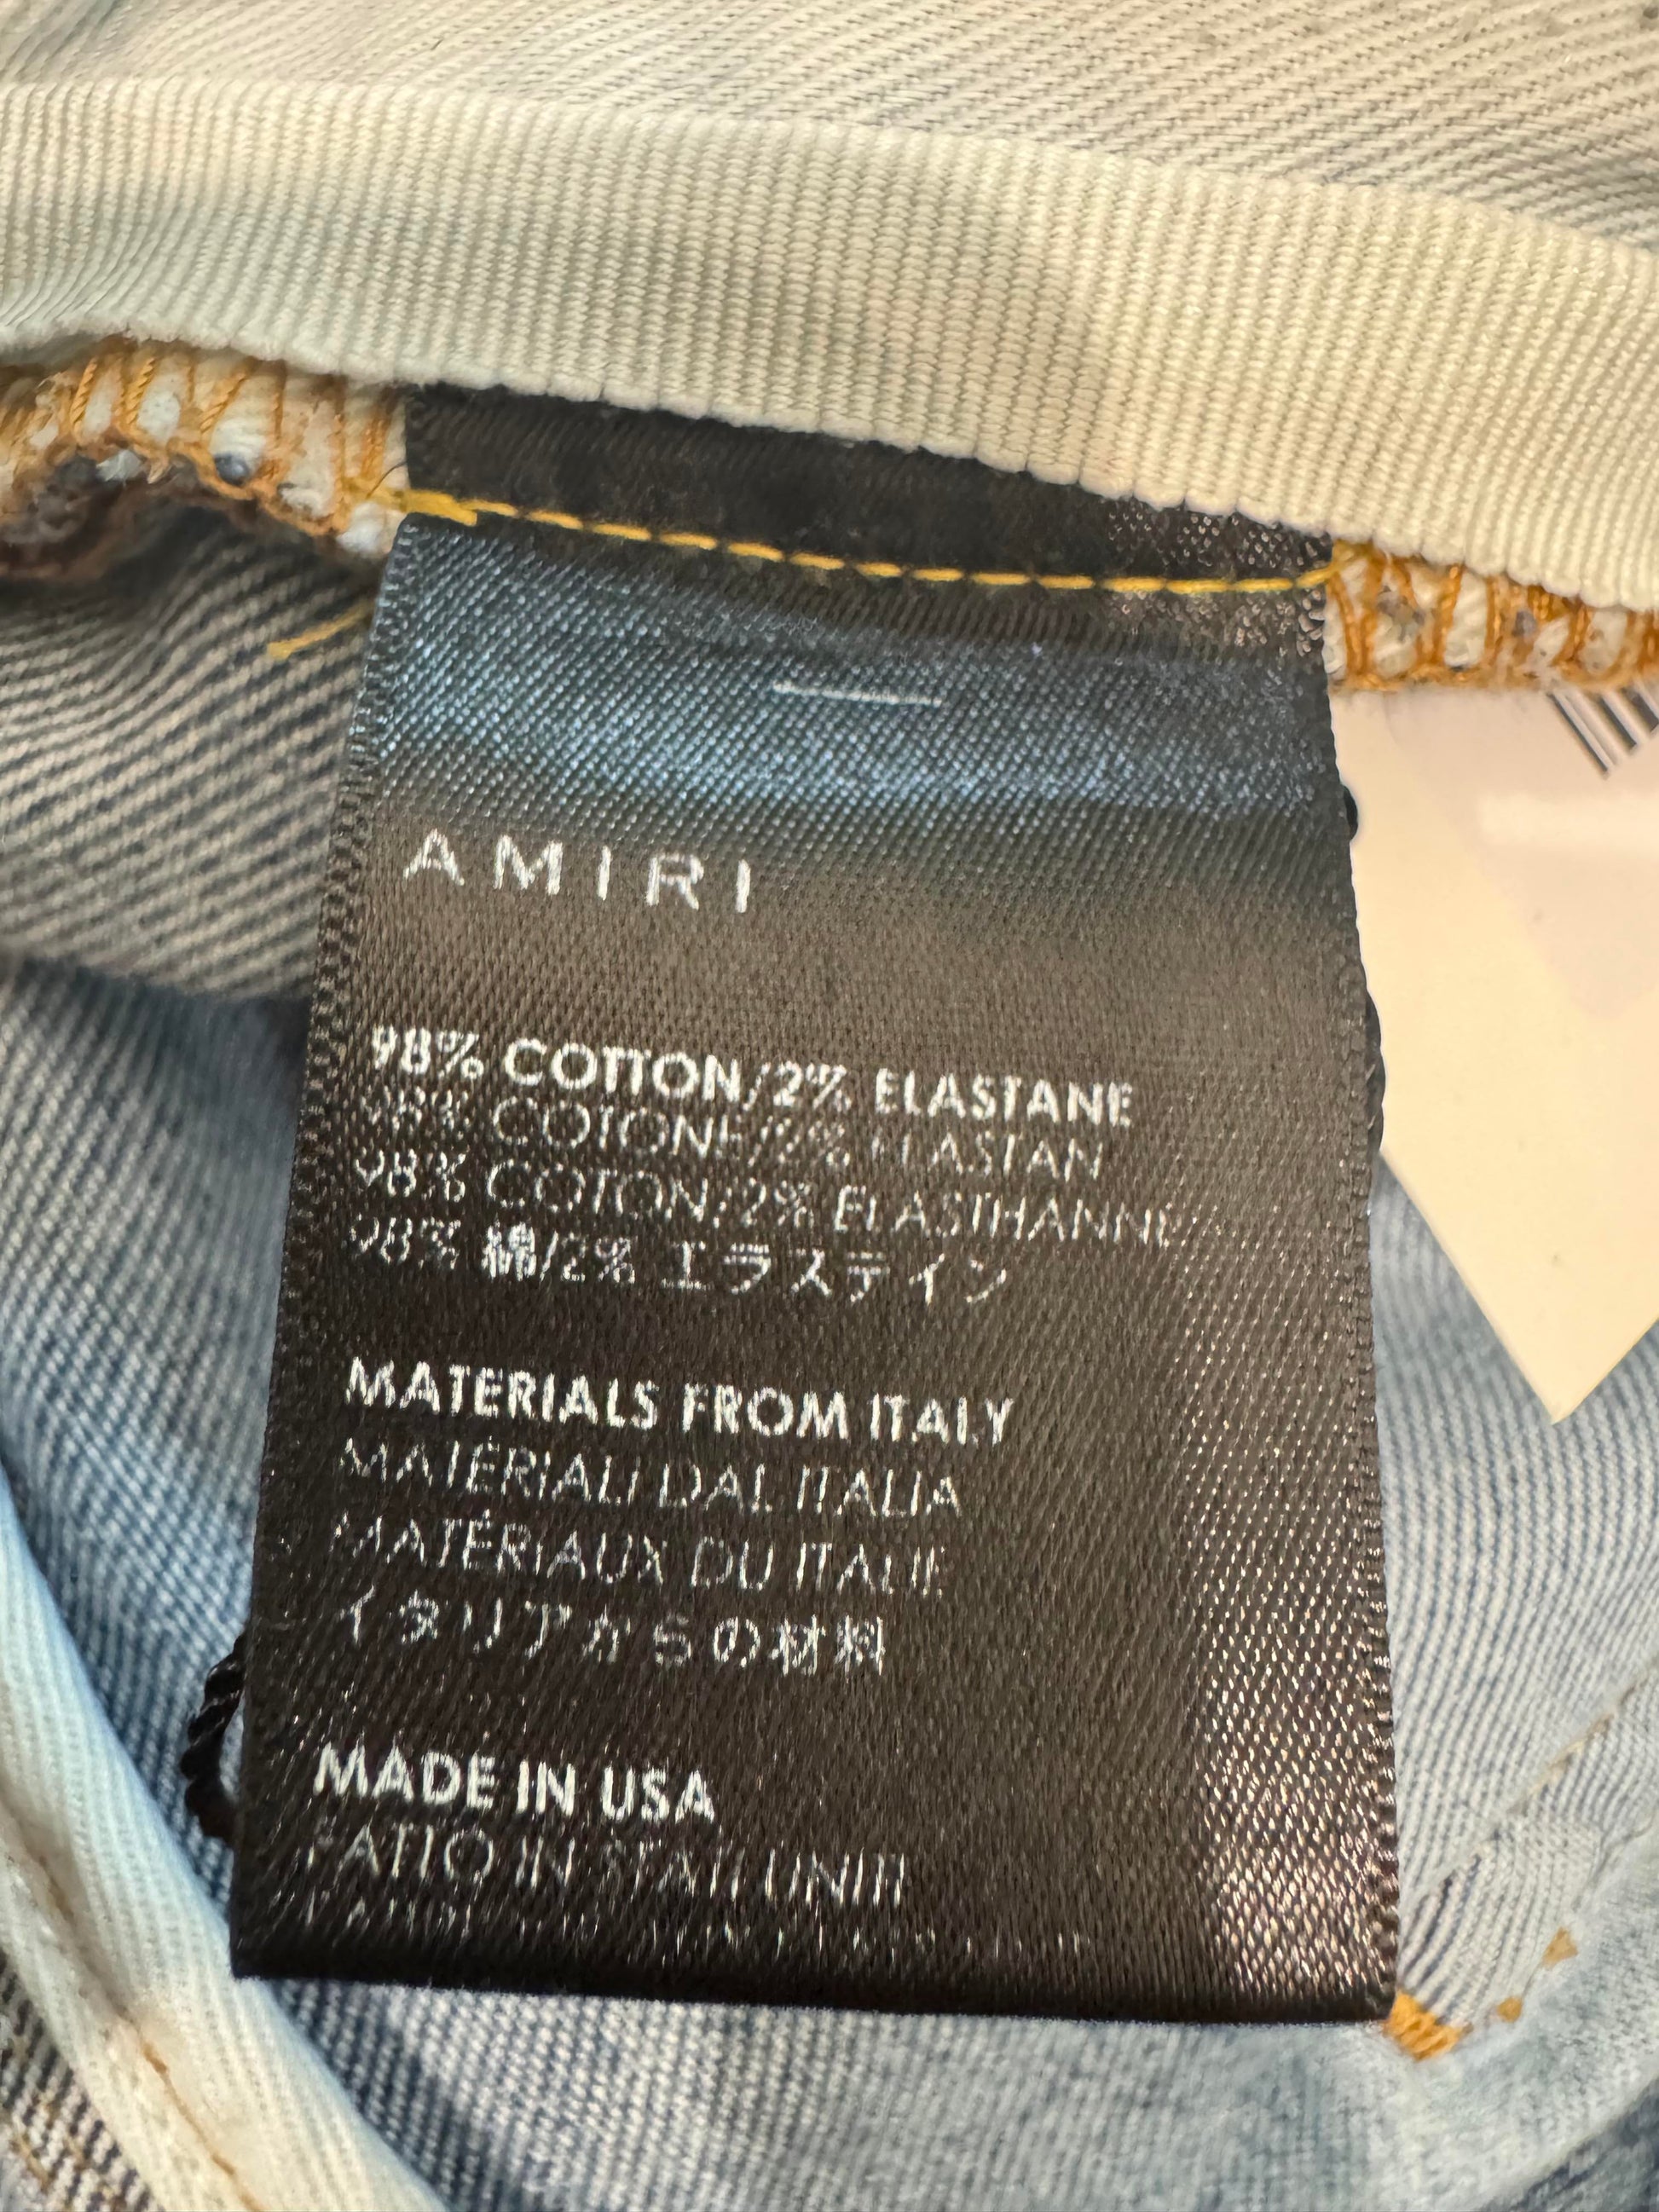 AMIRI
98% COTTON/2% ELASTANE
98% COTONE/2% ELASTAN
98% COTON/2% ELASTHANNE
98% 綿/2% エラステイン
MATERIALS FROM ITALY
MATERIALI DAL ITALIA
MATÉRIAUX DU ITALIE
イタリアからの材料
MADE IN USA
FATTO IN STATI UNITI